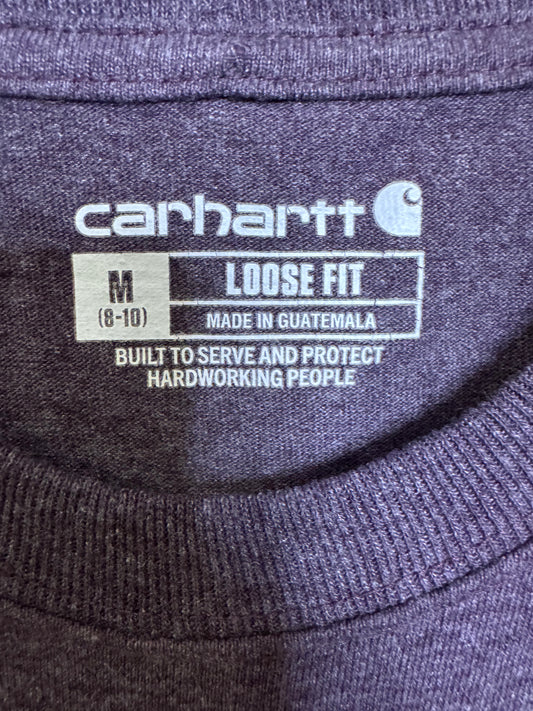 carhartt
M
(8-10)
LOOSE FIT
MADE IN GUATEMALA
BUILT TO SERVE AND PROTECT
HARDWORKING PEOPLE